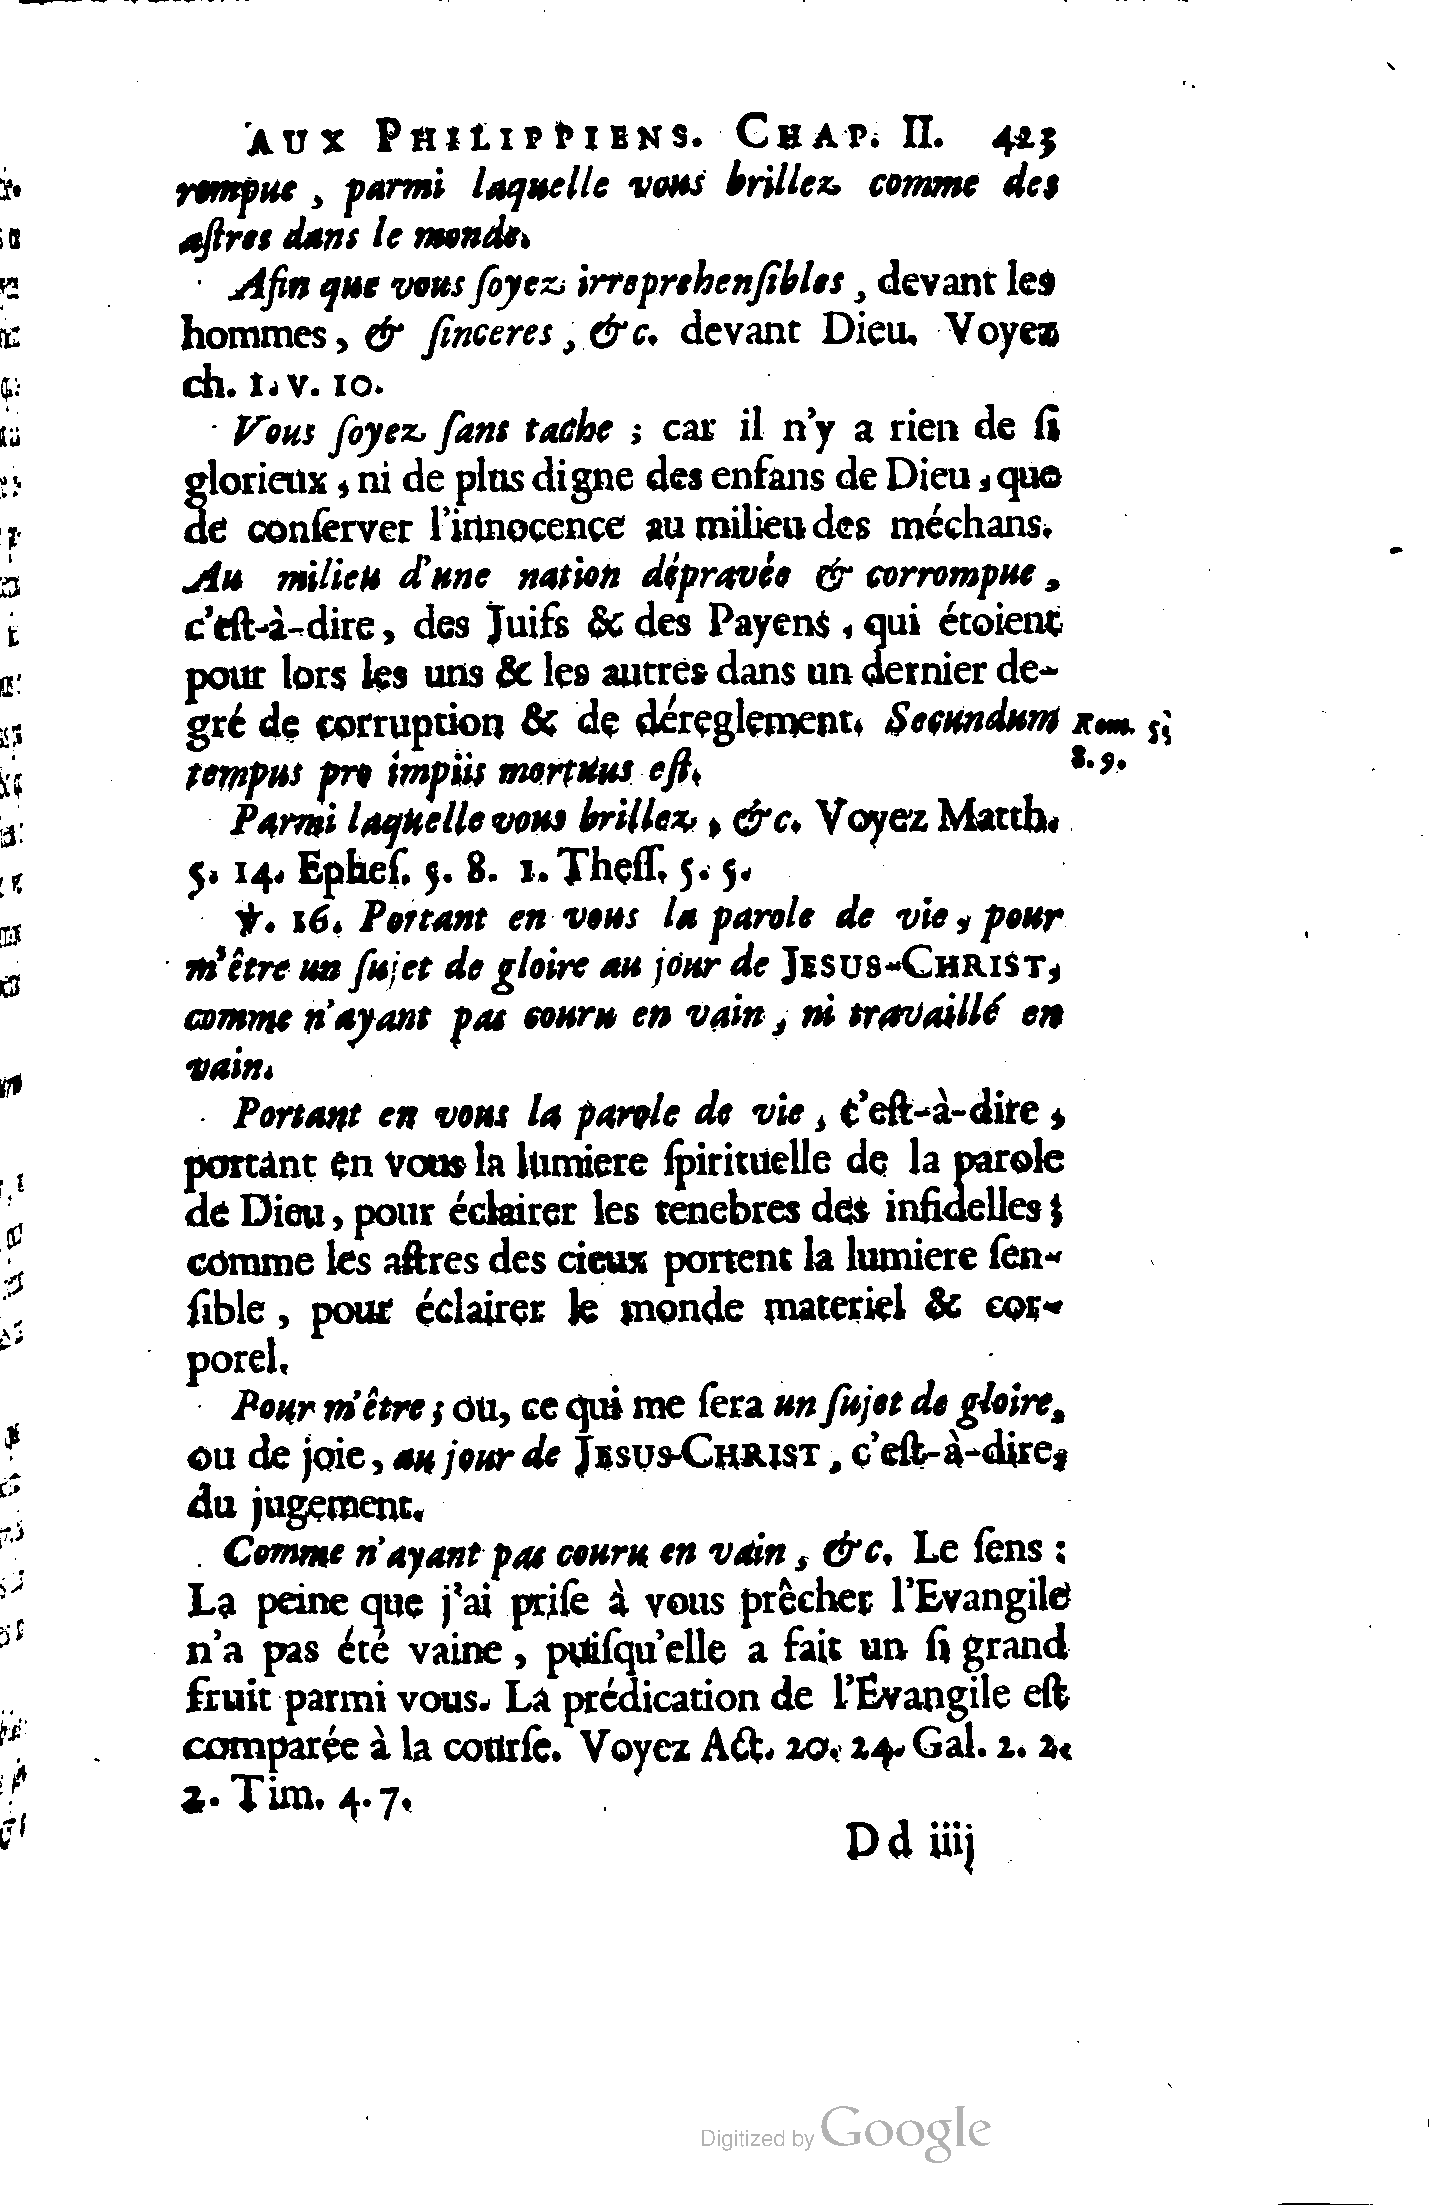 AUX PHILIPPIENS. CHAP. II. 423
rompue, parmi laquelle vous brillez comme des
aſtres dans le monde.
Afin que vous ſoyez irreprehenſibles, devant les
hommes, & ſinceres, &c. devant Dieu. Voyez
ch. 1. v. 10.
Vous ſoyez ſans tache; car il n'y a rien de ſi
glorieux, ni de plus digne des enfans de Dieu, que
de conſerver l'innocence au milieu des méchans.
Au milieu d'une nation dépravée & corrompue,
c'eſt-à-dire, des Juifs & des Payens, qui étoient
pour lors les uns & les autres dans un dernier de-
gré de corruption & de déreglement. Secundum
tempus pro impiis mortuus eſt.
Rom. 5.
8. 9.
Parmi laquelle vous brillez, &c. Voyez Matth.
5. 14. Epheſ. 5. 8. 1. Theſſ. 5. 5.
℣. 16. Portant en vous la parole de vie, pour
m'être un ſujet de gloire au jour de JESUS-CHRIST,
comme n'ayant pas couru en vain, ni travaillé en
vain.
Portant en vous la parole de vie, c'eſt-à-dire,
portant en vous la lumiere ſpirituelle de la parole
de Dieu, pour éclairer les tenebres des infidelles;
comme les aſtres des cieux portent la lumiere ſen-
ſible, pour éclairer le monde materiel & cor-
porel.
Pour m'être; ou, ce qui me ſera un ſujet de gloire,
ou de joie, au jour de JESUS-CHRIST, c'eſt-à-dire,
du jugement.
Comme n'ayant pas couru en vain, &c. Le ſens:
La peine que j'ai priſe à vous prêcher l'Evangile
n'a pas été vaine, puiſqu'elle a fait un ſi grand
fruit parmi vous. La prédication de l'Evangile eſt
comparée à la courſe. Voyez Act. 20. 24. Gal. 2. 2.
2. Tim. 4. 7.
Dd iiij
Digitized by Google